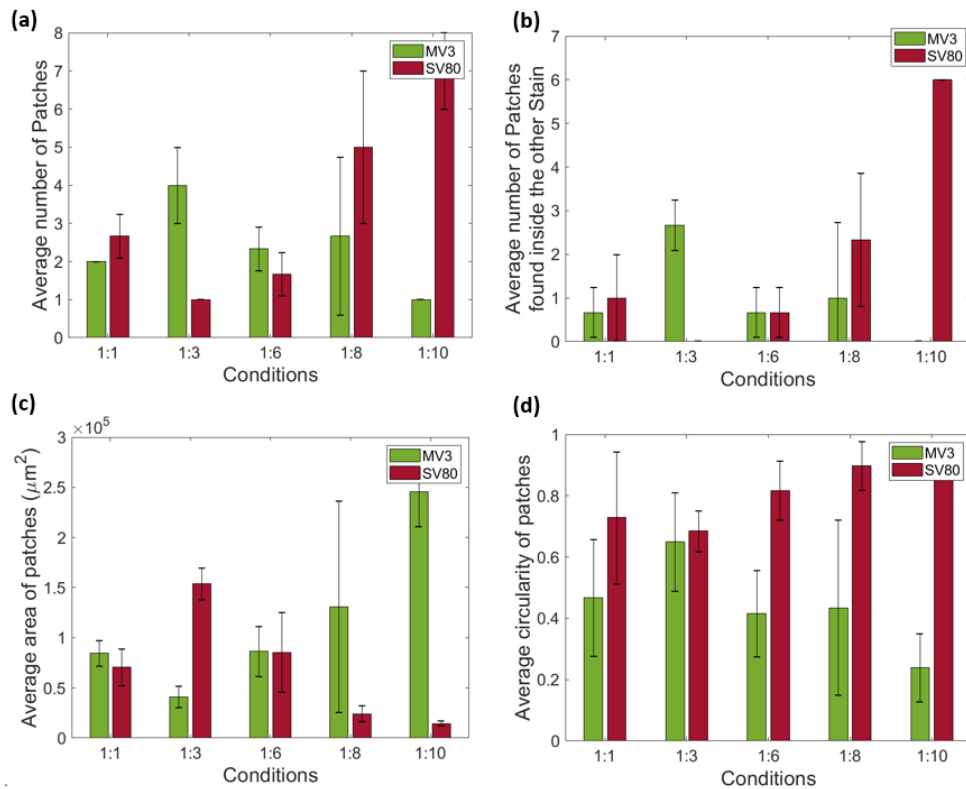 (a)
8
7
6
5
4
3
2
1
0
Average number of Patches
1:1 1:3 1:6 1:8 1:10
Conditions
MV3
SV80
(b)
7
6
5
4
3
2
1
0
Average number of Patches
found inside the other Stain
1:1 1:3 1:6 1:8 1:10
Conditions
MV3
SV80
(c)
×10⁵
3
2.5
2
1.5
1
0.5
0
Average area of patches (μm²)
1:1 1:3 1:6 1:8 1:10
Conditions
MV3
SV80
(d)
1
0.8
0.6
0.4
0.2
0
Average circularity of patches
1:1 1:3 1:6 1:8 1:10
Conditions
MV3
SV80